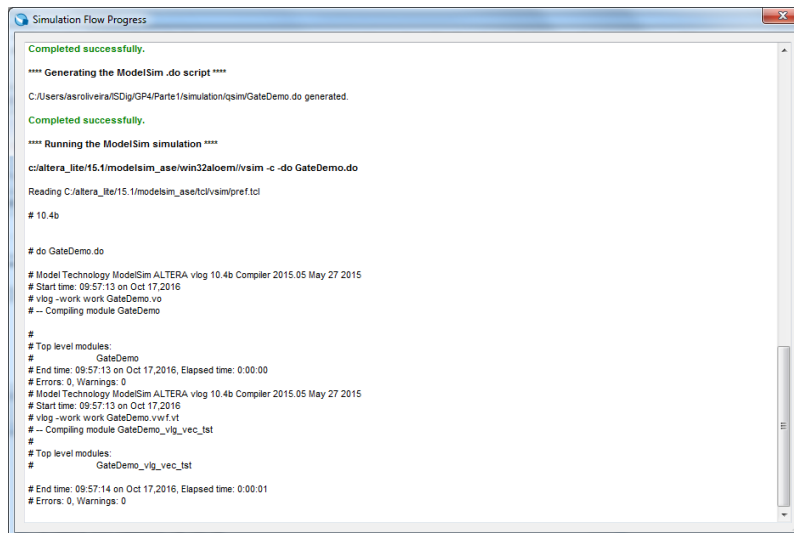 Simulation Flow Progress
Completed successfully.
**** Generating the ModelSim .do script ****
C:/Users/asroliveira/ISDig/GP4/Parte1/simulation/qsim/GateDemo.do generated.
Completed successfully.
**** Running the ModelSim simulation ****
c:/altera_lite/15.1/modelsim_ase/win32aloem//vsim -c -do GateDemo.do
Reading C:/altera_lite/15.1/modelsim_ase/tcl/vsim/pref.tcl
# 10.4b
# do GateDemo.do
# Model Technology ModelSim ALTERA vlog 10.4b Compiler 2015.05 May 27 2015
# Start time: 09:57:13 on Oct 17,2016
# vlog -work work GateDemo.vo
# -- Compiling module GateDemo
#
# Top level modules:
# GateDemo
# End time: 09:57:13 on Oct 17,2016, Elapsed time: 0:00:00
# Errors: 0, Warnings: 0
# Model Technology ModelSim ALTERA vlog 10.4b Compiler 2015.05 May 27 2015
# Start time: 09:57:13 on Oct 17,2016
# vlog -work work GateDemo.vwf.vt
# -- Compiling module GateDemo_vlg_vec_tst
#
# Top level modules:
# GateDemo_vlg_vec_tst
# End time: 09:57:14 on Oct 17,2016, Elapsed time: 0:00:01
# Errors: 0, Warnings: 0